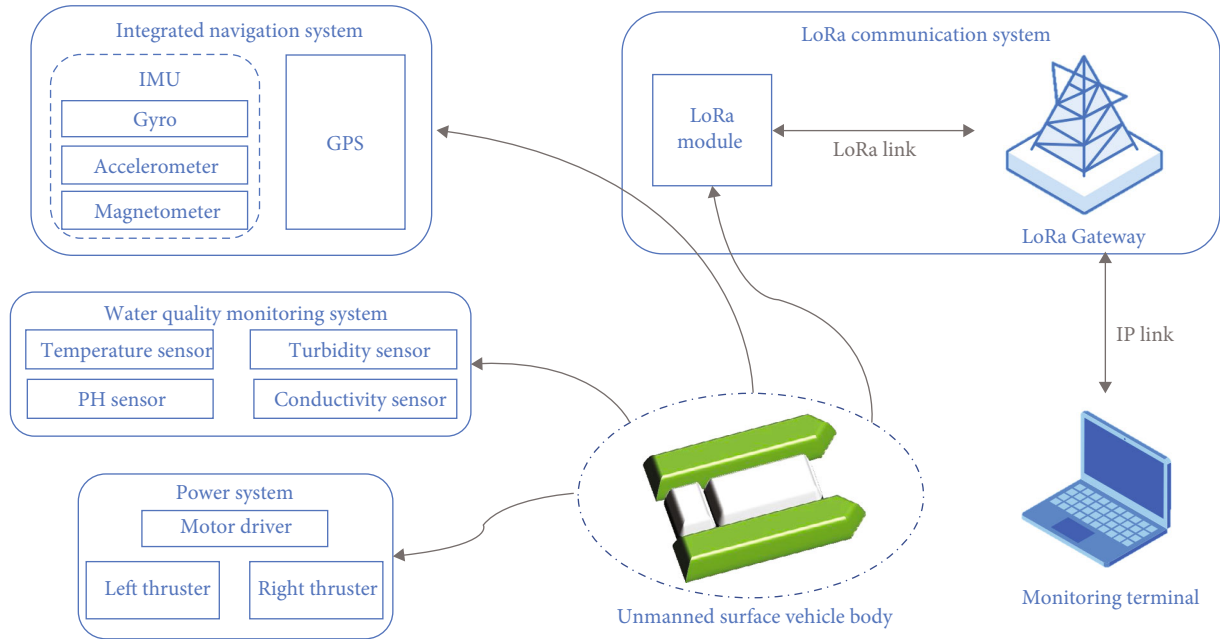 Integrated navigation system
IMU
Gyro
Accelerometer
Magnetometer
GPS
LoRa communication system
LoRa
module
LoRa link
LoRa Gateway
IP link
Water quality monitoring system
Temperature sensor
Turbidity sensor
PH sensor
Conductivity sensor
Power system
Motor driver
Left thruster
Right thruster
Unmanned surface vehicle body
Monitoring terminal